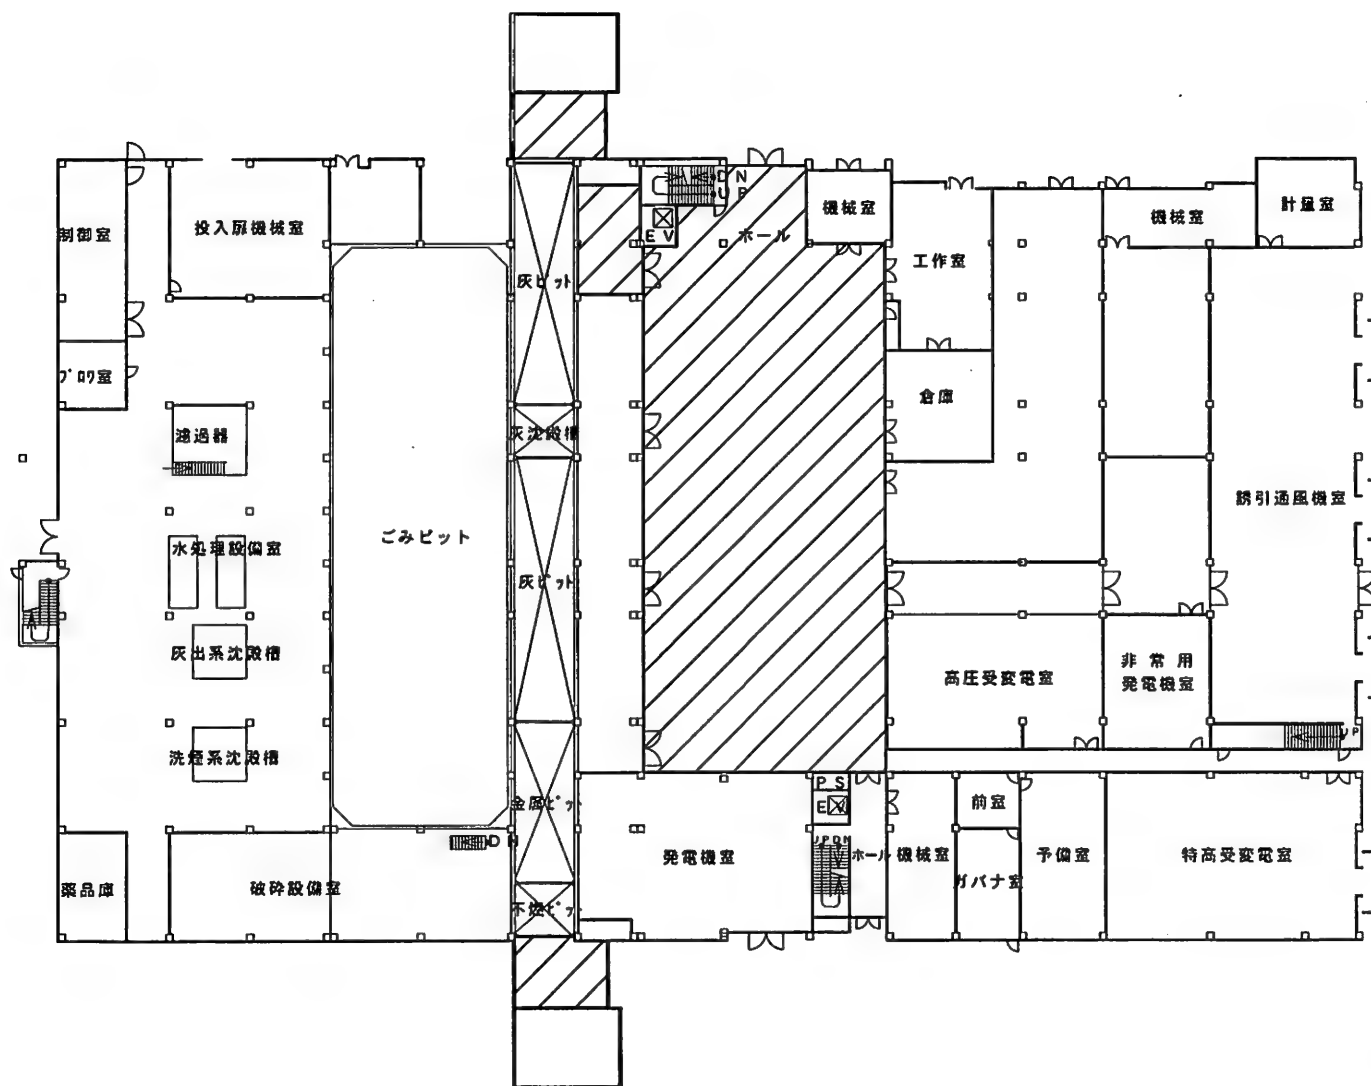 DN
UP
EV
ホール
機械室
機械室
計量室
制御室
投入扉機械室
灰ピット
工作室
ブロワ室
倉庫
濾過器
灰沈殿槽
誘引通風機室
ごみピット
水処理設備室
灰ピット
灰出系沈殿槽
高圧受変電室
非常用
発電機室
洗煙系沈殿槽
UP
PS
EV
金属ピット
前室
DN
UPDN
発電機室
ホール
機械室
予備室
特高受変電室
薬品庫
破砕設備室
ガバナ室
不燃ピット